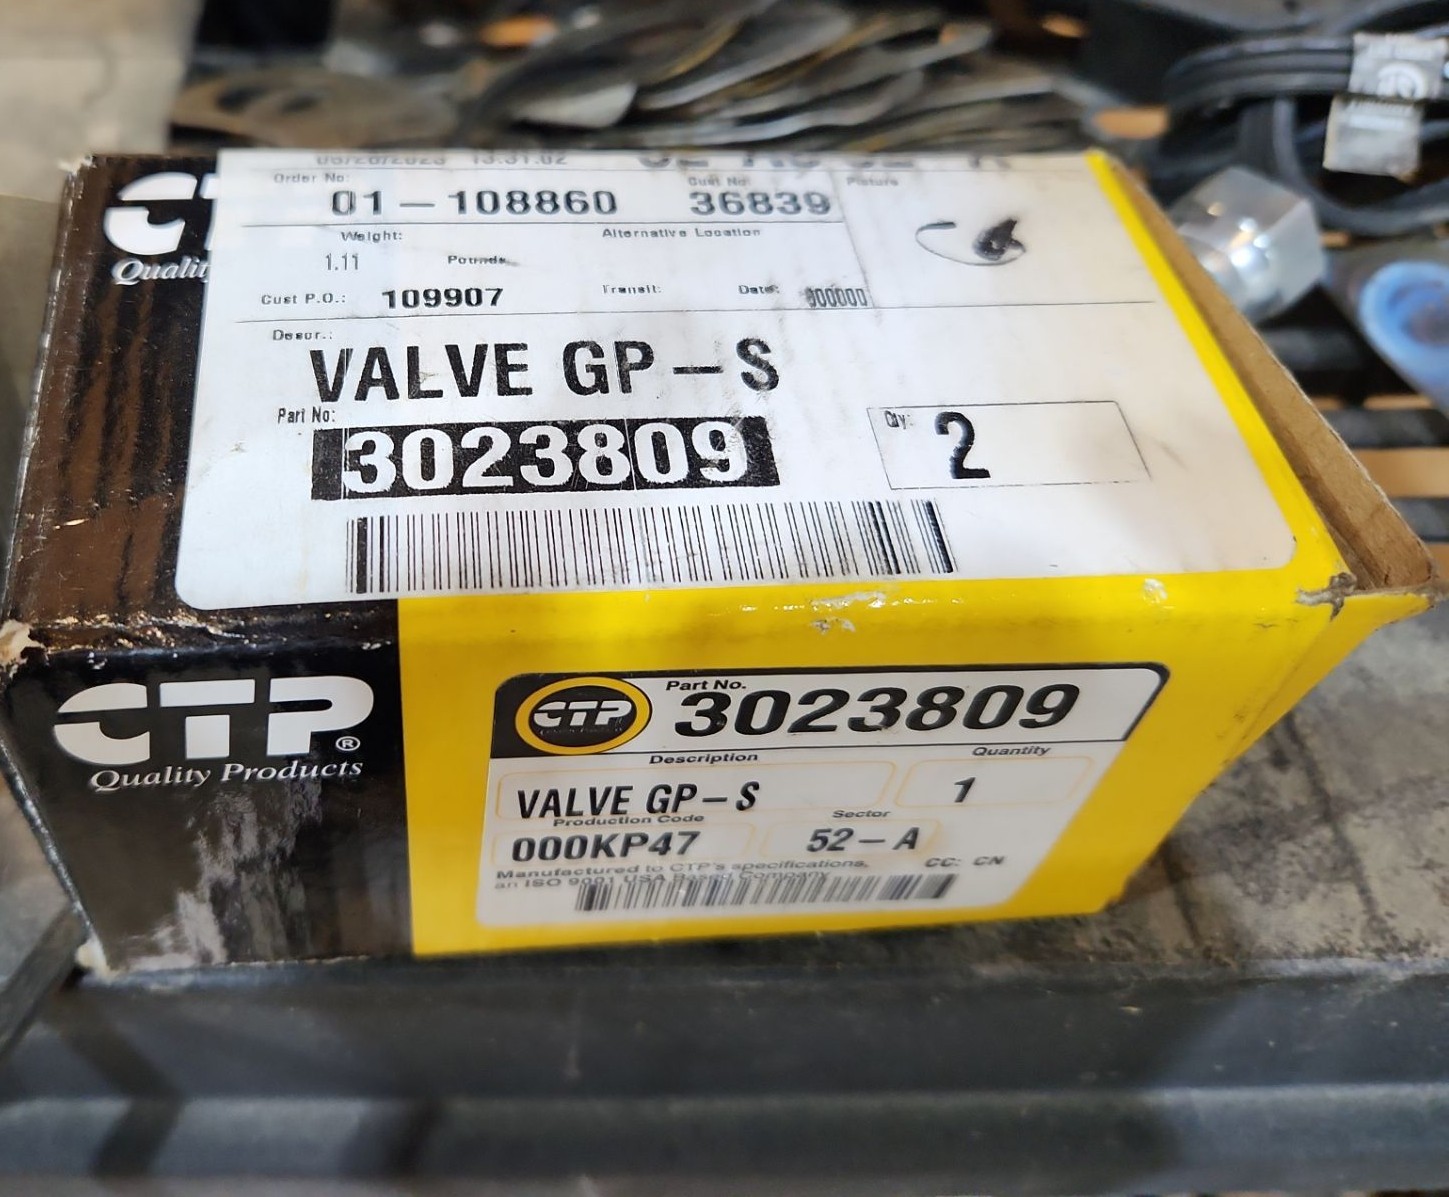 Order No:
Cust No:
01-108860
36839
Picture
Weight:
Alternative Location
1.11
Pounds
Cust P.O.:
109907
Transit:
Date:
000000
Descr.:
VALVE GP-S
Part No:
3023809
Qty:
2
Quality
CTP®
Quality Products
CTP
Part No.
3023809
Description
Quantity
VALVE GP-S
1
Production Code
Sector
000KP47
52-A
Manufactured to CTP's specifications,
CC: CN
an ISO 9001 USA Based Company